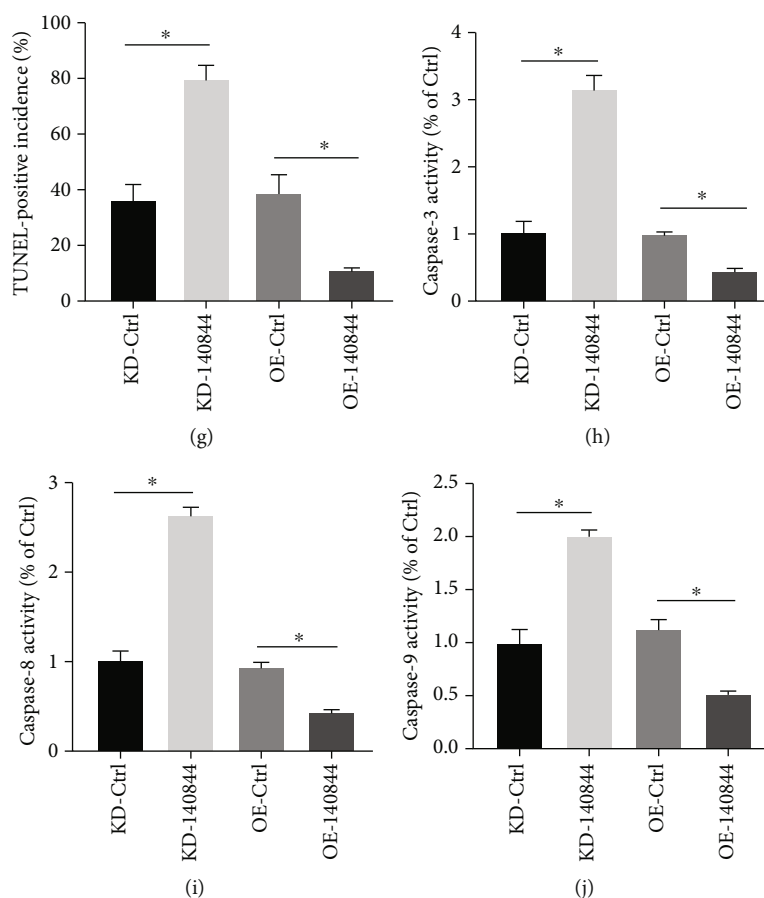 TUNEL-positive incidence (%)
100
80
60
40
20
0
*
*
KD-Ctrl
KD-140844
OE-Ctrl
OE-140844
(g)
Caspase-3 activity (% of Ctrl)
4
3
2
1
0
*
*
KD-Ctrl
KD-140844
OE-Ctrl
OE-140844
(h)
Caspase-8 activity (% of Ctrl)
3
2
1
0
*
*
KD-Ctrl
KD-140844
OE-Ctrl
OE-140844
(i)
Caspase-9 activity (% of Ctrl)
2.5
2.0
1.5
1.0
0.5
0.0
*
*
KD-Ctrl
KD-140844
OE-Ctrl
OE-140844
(j)